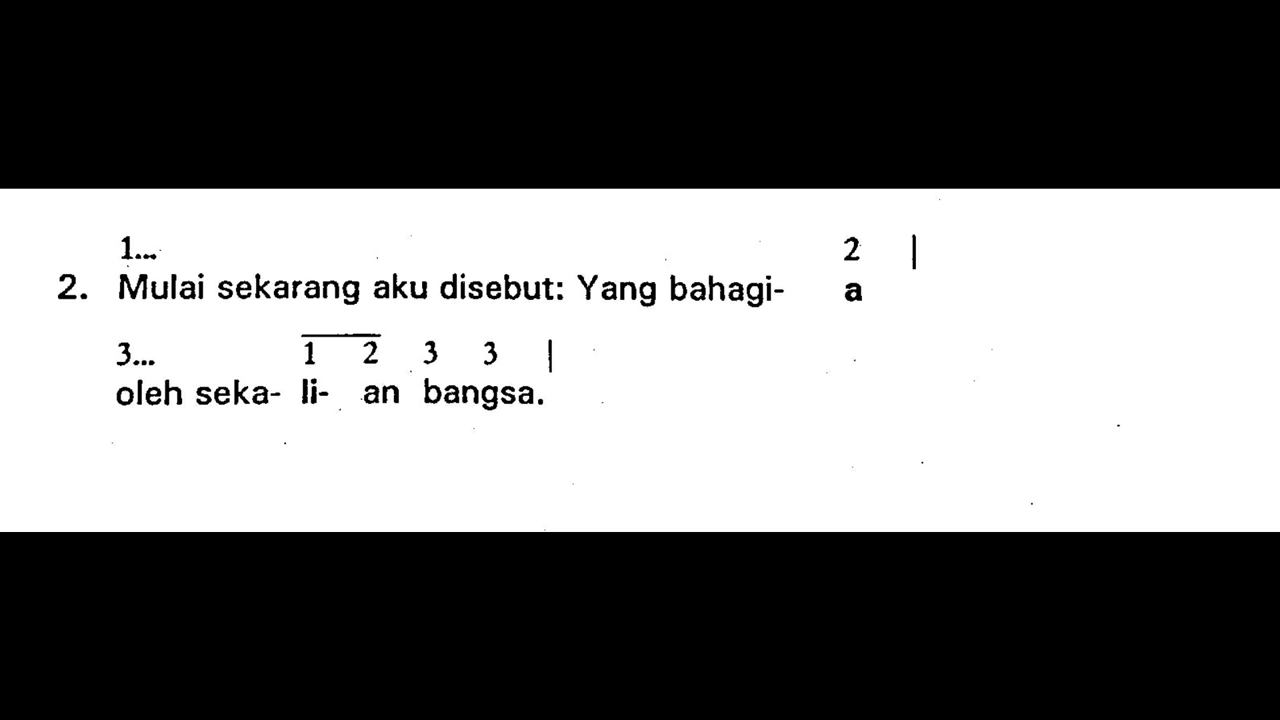 1... 2 |
2. Mulai sekarang aku disebut: Yang bahagi- a
3... 1 2 3 3 |
oleh seka- li- an bangsa.